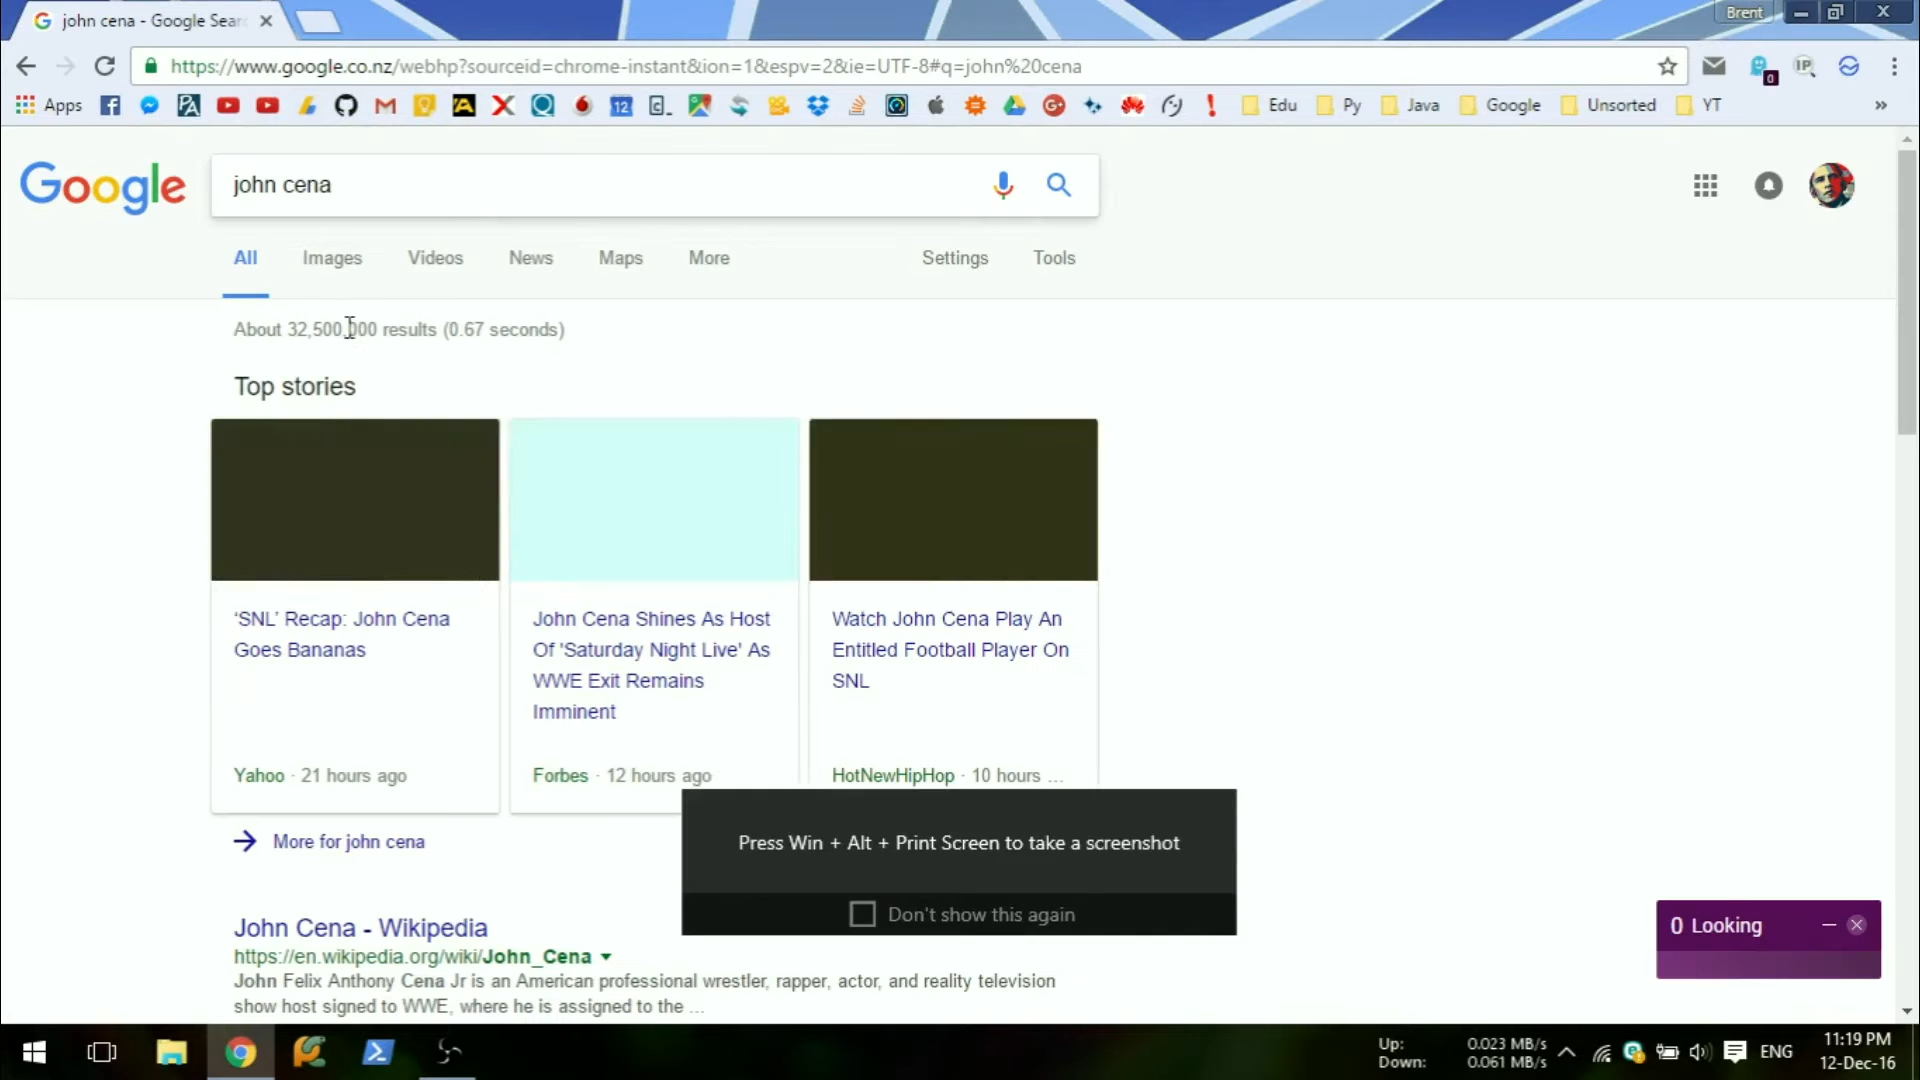 john cena - Google Sear
Brent
https://www.google.co.nz/webhp?sourceid=chrome-instant&ion=1&espv=2&ie=UTF-8#q=john%20cena
0
IP
Apps
12
Edu
Py
Java
Google
Unsorted
YT
»
Google
john cena
All Images Videos News Maps More Settings Tools
About 32,500,000 results (0.67 seconds)
Top stories
‘SNL’ Recap: John Cena
Goes Bananas
Yahoo · 21 hours ago
John Cena Shines As Host
Of 'Saturday Night Live' As
WWE Exit Remains
Imminent
Forbes · 12 hours ago
Watch John Cena Play An
Entitled Football Player On
SNL
HotNewHipHop · 10 hours ...
More for john cena
Press Win + Alt + Print Screen to take a screenshot
Don't show this again
John Cena - Wikipedia
https://en.wikipedia.org/wiki/John_Cena
John Felix Anthony Cena Jr is an American professional wrestler, rapper, actor, and reality television
show host signed to WWE, where he is assigned to the ...
0 Looking
Up: 0.023 MB/s
Down: 0.061 MB/s
ENG
11:19 PM
12-Dec-16